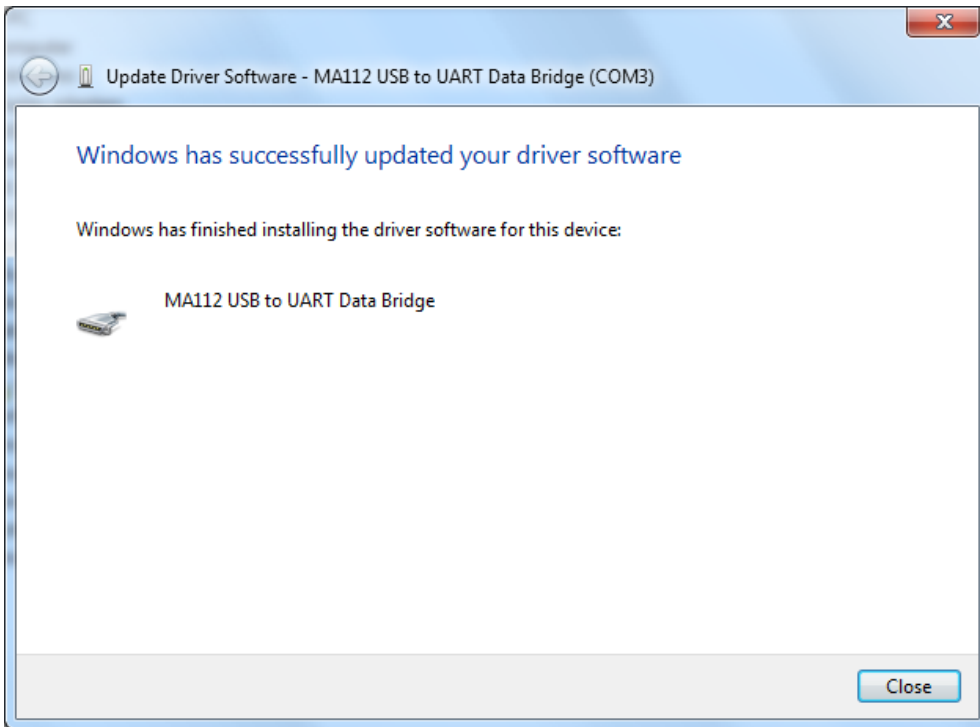 Update Driver Software - MA112 USB to UART Data Bridge (COM3)
Windows has successfully updated your driver software
Windows has finished installing the driver software for this device:
MA112 USB to UART Data Bridge
Close